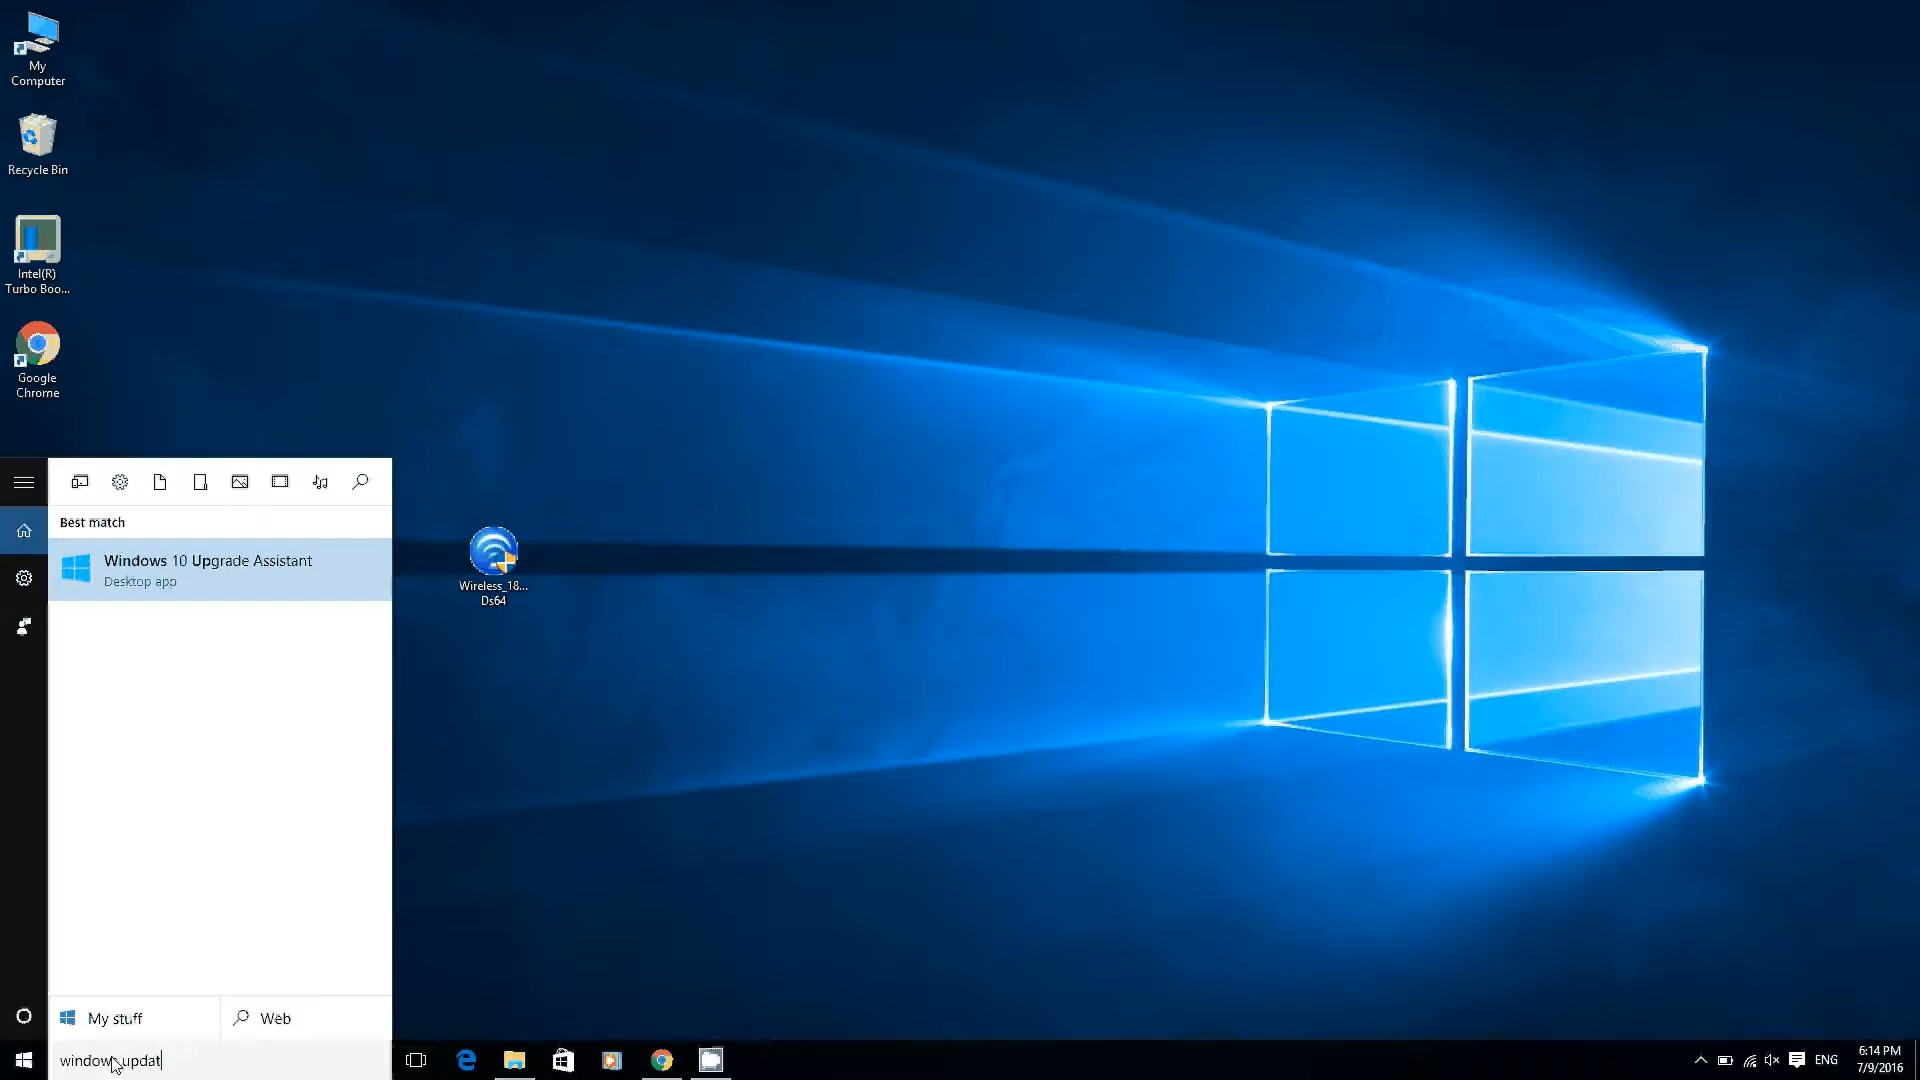 My
Computer
Recycle Bin
Intel(R)
Turbo Boo...
Google
Chrome
Best match
Windows 10 Upgrade Assistant
Desktop app
Wireless_18...
Ds64
My stuff
Web
updat
ENG
6:14 PM
7/9/2016